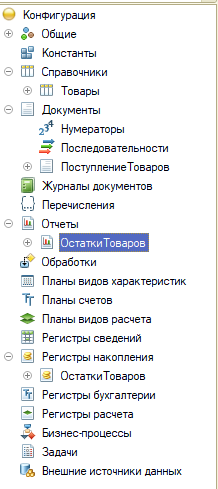 Конфигурация
Общие
Константы
Справочники
Товары
Документы
Нумераторы
Последовательности
ПоступлениеТоваров
Журналы документов
Перечисления
Отчеты
ОстаткиТоваров
Обработки
Планы видов характеристик
Планы счетов
Планы видов расчета
Регистры сведений
Регистры накопления
ОстаткиТоваров
Регистры бухгалтерии
Регистры расчета
Бизнес-процессы
Задачи
Внешние источники данных